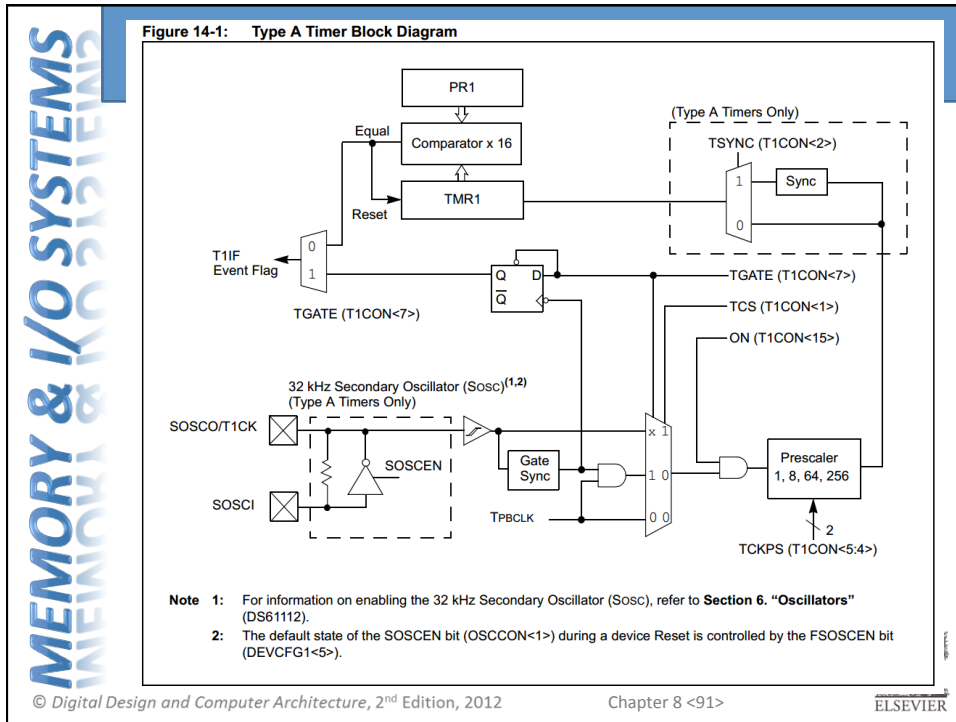 MEMORY & I/O SYSTEMS
Figure 14-1: Type A Timer Block Diagram
PR1
(Type A Timers Only)
Equal
Comparator x 16
TSYNC (T1CON<2>)
1
Sync
TMR1
Reset
0
0
T1IF
Event Flag
1
Q D
Q
TGATE (T1CON<7>)
TGATE (T1CON<7>)
TCS (T1CON<1>)
ON (T1CON<15>)
32 kHz Secondary Oscillator (SOSC)(1,2)
(Type A Timers Only)
SOSCO/T1CK
x 1
SOSCEN
Gate
Sync
1 0
Prescaler
1, 8, 64, 256
SOSCI
TPBCLK
0 0
2
TCKPS (T1CON<5:4>)
Note 1: For information on enabling the 32 kHz Secondary Oscillator (SOSC), refer to Section 6. “Oscillators”
(DS61112).
2: The default state of the SOSCEN bit (OSCCON<1>) during a device Reset is controlled by the FSOSCEN bit
(DEVCFG1<5>).
© Digital Design and Computer Architecture, 2nd Edition, 2012
Chapter 8 <91>
ELSEVIER